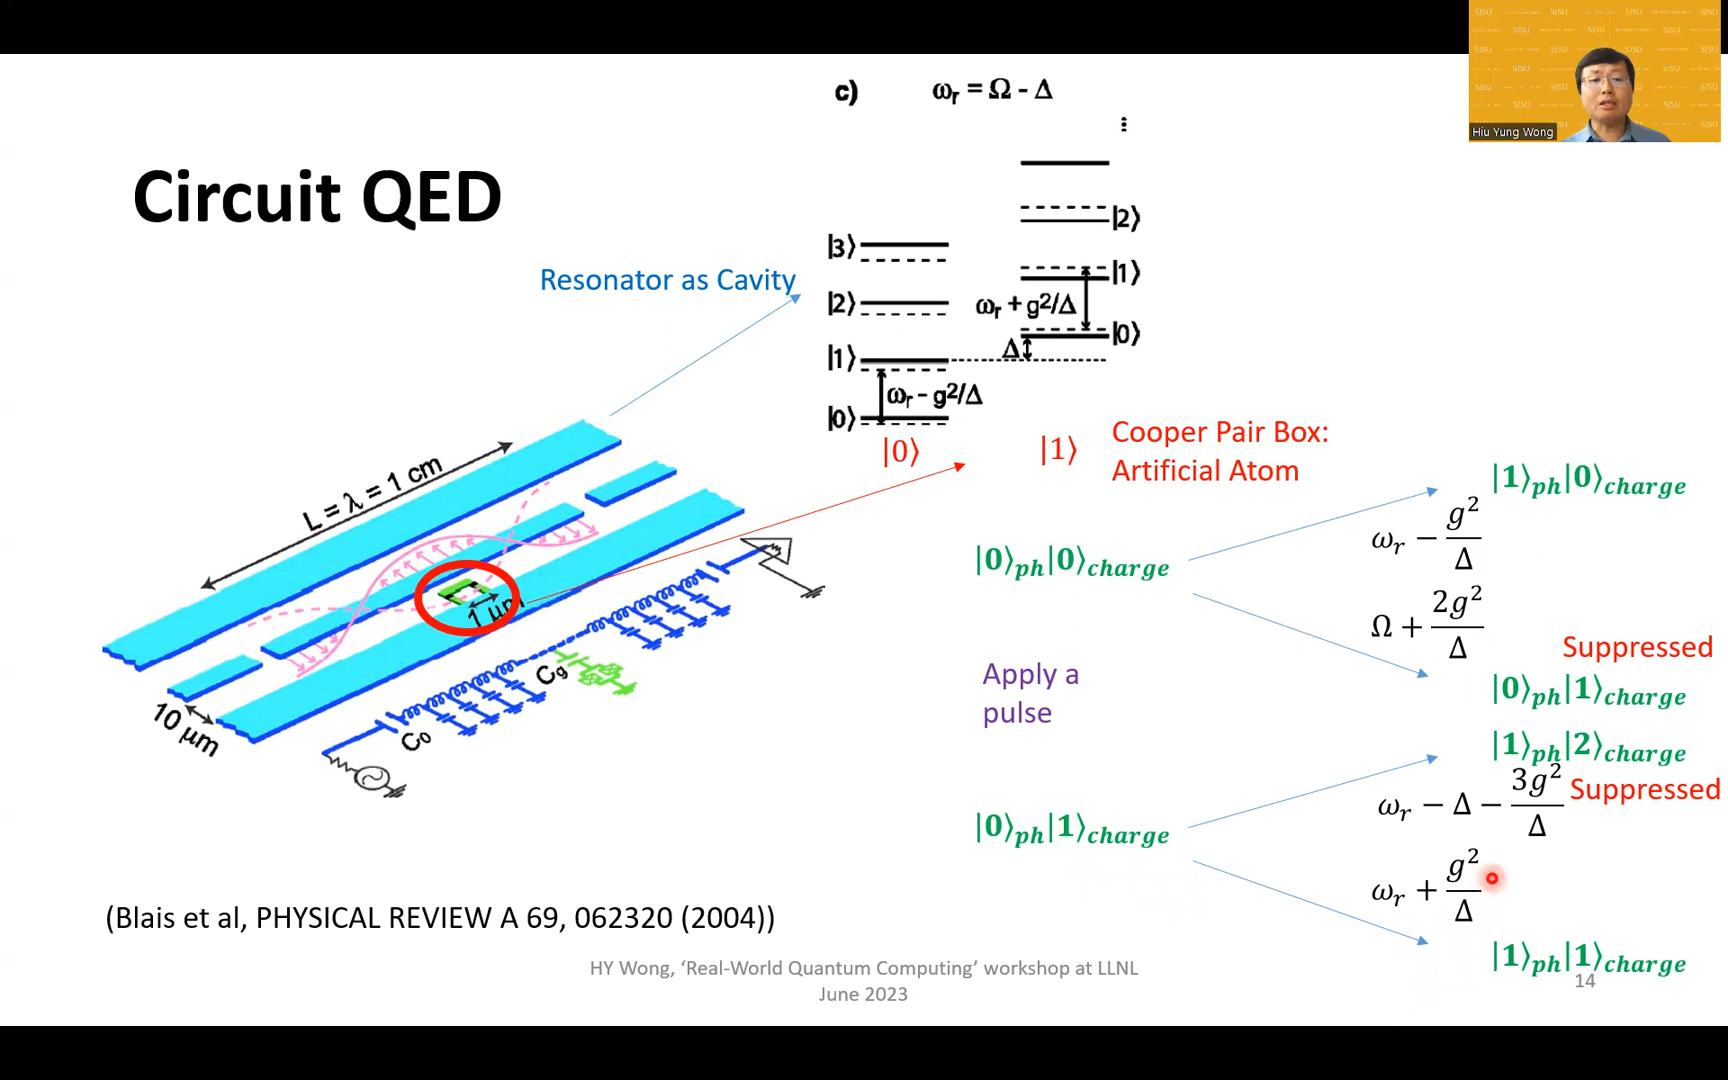 Hiu Yung Wong
Circuit QED
c) ωr = Ω - Δ
⋮
|2⟩
|3⟩
|1⟩
|2⟩
ωr + g²/Δ
|0⟩
Δ
|1⟩
ωr - g²/Δ
|0⟩
|0⟩
|1⟩
Resonator as Cavity
Cooper Pair Box:
Artificial Atom
L = λ = 1 cm
1 μm
10 μm
C₀
Cg
|0⟩ph|0⟩charge
|1⟩ph|0⟩charge
ωr − g²/Δ
Ω + 2g²/Δ
Suppressed
|0⟩ph|1⟩charge
Apply a
pulse
|1⟩ph|2⟩charge
Suppressed
ωr − Δ − 3g²/Δ
|0⟩ph|1⟩charge
ωr + g²/Δ
|1⟩ph|1⟩charge
(Blais et al, PHYSICAL REVIEW A 69, 062320 (2004))
HY Wong, ‘Real-World Quantum Computing’ workshop at LLNL
June 2023
14